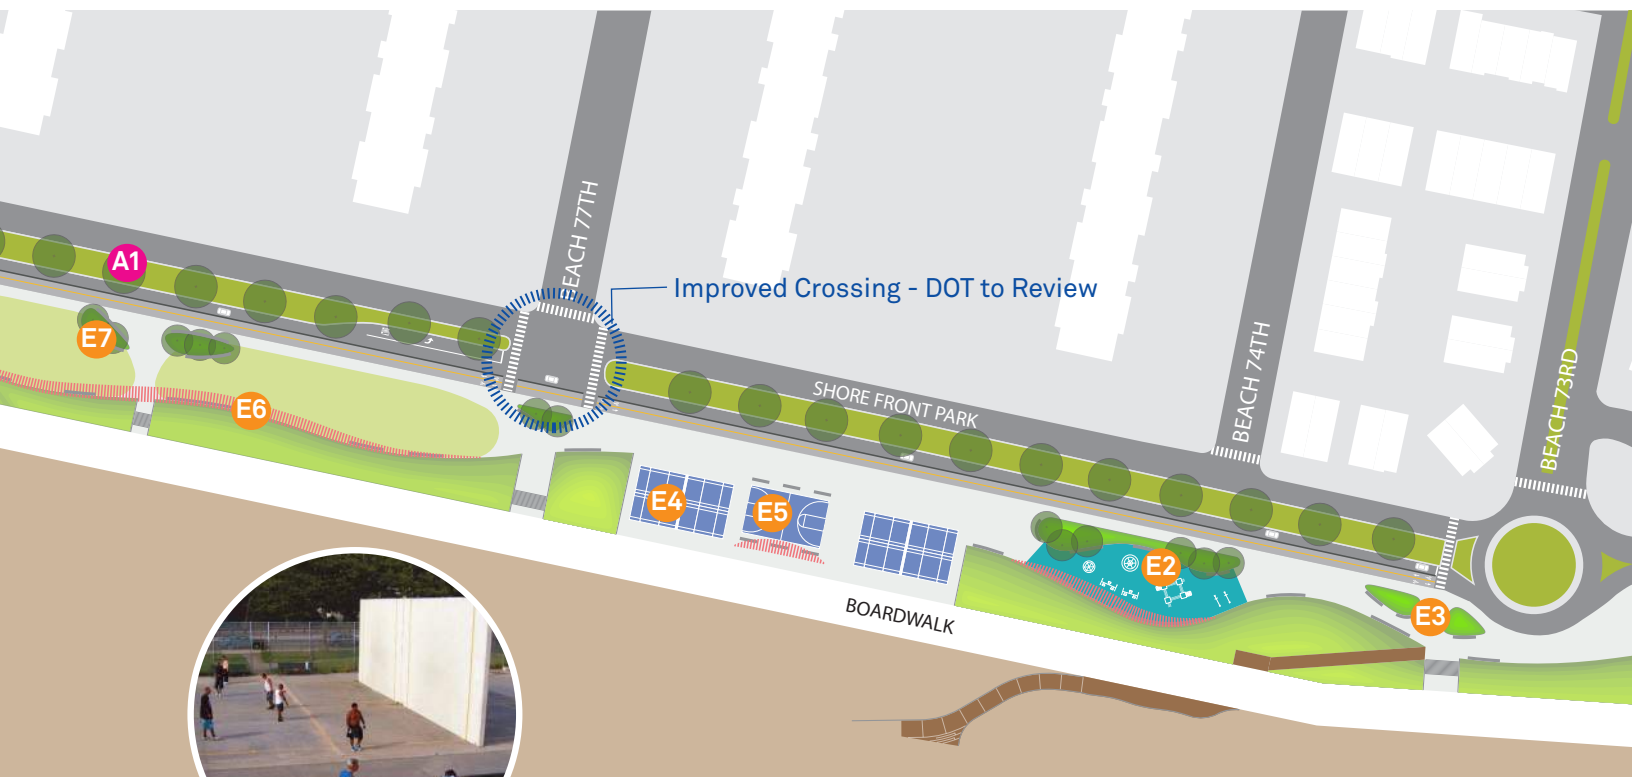 BEACH 77TH
A1
Improved Crossing - DOT to Review
E7
BEACH 74TH
BEACH 73RD
SHORE FRONT PARK
E6
E4
E5
E2
E3
BOARDWALK